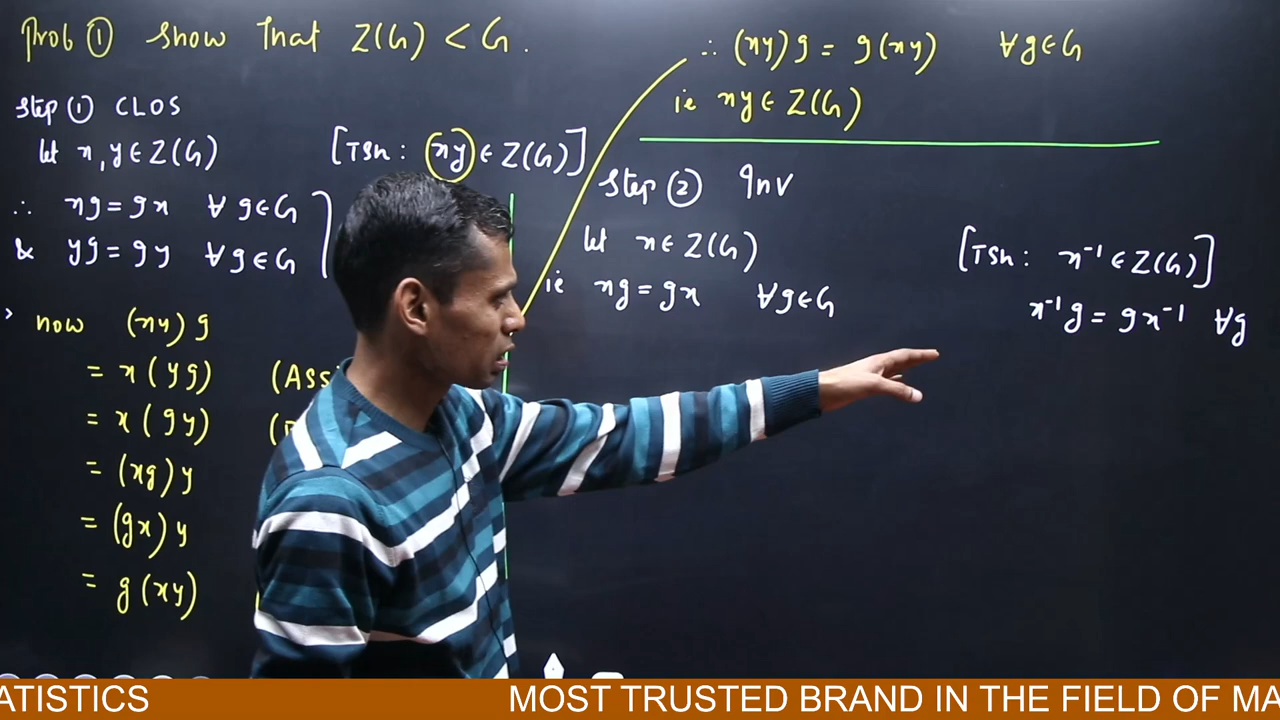 Prob ① Show That Z(G) < G.
Step ① CLOS
let x, y ∈ Z(G) [TSh: xy ∈ Z(G)]
∴ xg = gx ∀ g∈G
& yg = gy ∀ g∈G
now (xy) g
= x (yg)
= x (gy)
= (xg) y
= (gx) y
= g (xy)
∴ (xy) g = g (xy) ∀ g∈G
ie xy ∈ Z(G)
Step ② Inv
let x ∈ Z(G) [TSh: x⁻¹ ∈ Z(G)]
ie xg = gx ∀ g∈G
x⁻¹g = gx⁻¹ ∀g
ATISTICS MOST TRUSTED BRAND IN THE FIELD OF MA